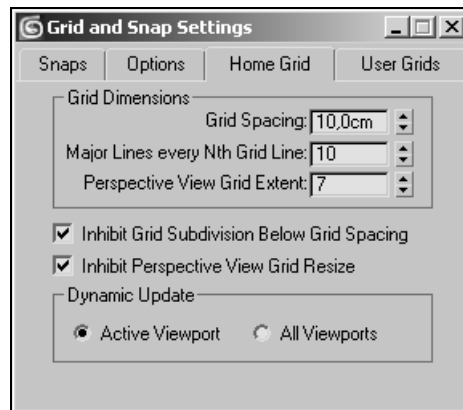 Grid and Snap Settings
Snaps Options Home Grid User Grids
Grid Dimensions
Grid Spacing: 10,0cm
Major Lines every Nth Grid Line: 10
Perspective View Grid Extent: 7
Inhibit Grid Subdivision Below Grid Spacing
Inhibit Perspective View Grid Resize
Dynamic Update
Active Viewport All Viewports